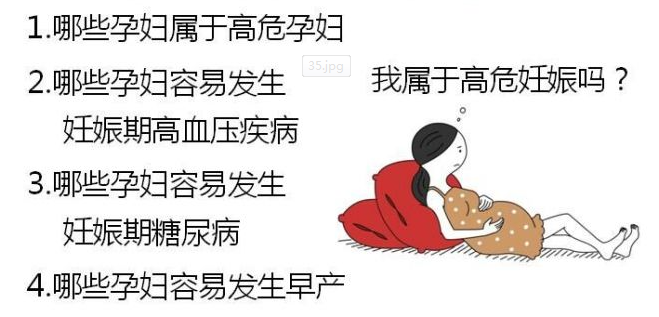 1.哪些孕妇属于高危孕妇
35.jpg
2.哪些孕妇容易发生
我属于高危妊娠吗？
妊娠期高血压疾病
3.哪些孕妇容易发生
妊娠期糖尿病
4.哪些孕妇容易发生早产